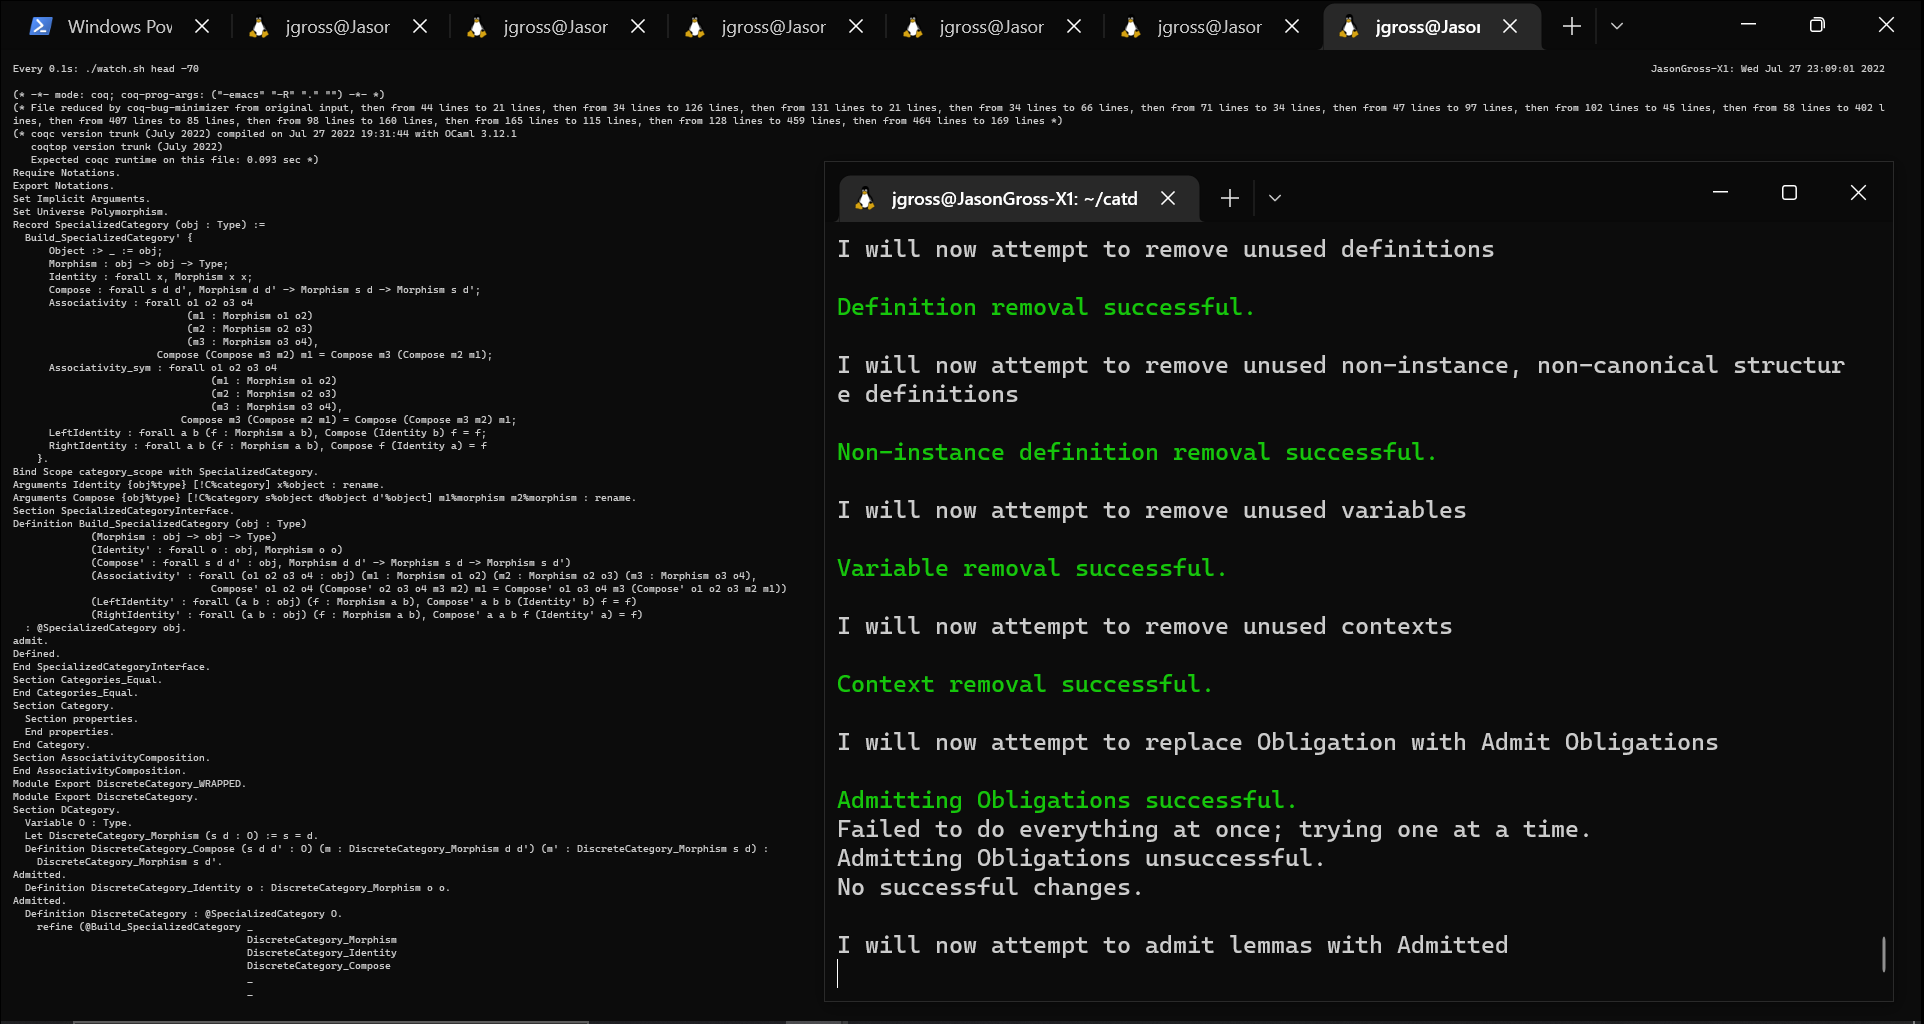 Windows Pow
jgross@Jasor
jgross@Jasor
jgross@Jasor
jgross@Jasor
jgross@Jasor
jgross@Jasor
Every 0.1s: ./watch.sh head -70
JasonGross-X1: Wed Jul 27 23:09:01 2022
(* -*- mode: coq; coq-prog-args: ("-emacs" "-R" "." "") -*- *)
(* File reduced by coq-bug-minimizer from original input, then from 44 lines to 21 lines, then from 34 lines to 126 lines, then from 131 lines to 21 lines, then from 34 lines to 66 lines, then from 71 lines to 34 lines, then from 47 lines to 97 lines, then from 102 lines to 45 lines, then from 58 lines to 402 l
ines, then from 407 lines to 85 lines, then from 98 lines to 160 lines, then from 165 lines to 115 lines, then from 128 lines to 459 lines, then from 464 lines to 169 lines *)
(* coqc version trunk (July 2022) compiled on Jul 27 2022 19:31:44 with OCaml 3.12.1
   coqtop version trunk (July 2022)
   Expected coqc runtime on this file: 0.093 sec *)
Require Notations.
Export Notations.
Set Implicit Arguments.
Set Universe Polymorphism.
Record SpecializedCategory (obj : Type) :=
  Build_SpecializedCategory' {
      Object :> _ := obj;
      Morphism : obj -> obj -> Type;
      Identity : forall x, Morphism x x;
      Compose : forall s d d', Morphism d d' -> Morphism s d -> Morphism s d';
      Associativity : forall o1 o2 o3 o4
                             (m1 : Morphism o1 o2)
                             (m2 : Morphism o2 o3)
                             (m3 : Morphism o3 o4),
                        Compose (Compose m3 m2) m1 = Compose m3 (Compose m2 m1);
      Associativity_sym : forall o1 o2 o3 o4
                                 (m1 : Morphism o1 o2)
                                 (m2 : Morphism o2 o3)
                                 (m3 : Morphism o3 o4),
                            Compose m3 (Compose m2 m1) = Compose (Compose m3 m2) m1;
      LeftIdentity : forall a b (f : Morphism a b), Compose (Identity b) f = f;
      RightIdentity : forall a b (f : Morphism a b), Compose f (Identity a) = f
    }.
Bind Scope category_scope with SpecializedCategory.
Arguments Identity {obj%type} [!C%category] x%object : rename.
Arguments Compose {obj%type} [!C%category s%object d%object d'%object] m1%morphism m2%morphism : rename.
Section SpecializedCategoryInterface.
Definition Build_SpecializedCategory (obj : Type)
             (Morphism : obj -> obj -> Type)
             (Identity' : forall o : obj, Morphism o o)
             (Compose' : forall s d d' : obj, Morphism d d' -> Morphism s d -> Morphism s d')
             (Associativity' : forall (o1 o2 o3 o4 : obj) (m1 : Morphism o1 o2) (m2 : Morphism o2 o3) (m3 : Morphism o3 o4),
                                 Compose' o1 o2 o4 (Compose' o2 o3 o4 m3 m2) m1 = Compose' o1 o3 o4 m3 (Compose' o1 o2 o3 m2 m1))
             (LeftIdentity' : forall (a b : obj) (f : Morphism a b), Compose' a b b (Identity' b) f = f)
             (RightIdentity' : forall (a b : obj) (f : Morphism a b), Compose' a a b f (Identity' a) = f)
  : @SpecializedCategory obj.
admit.
Defined.
End SpecializedCategoryInterface.
Section Categories_Equal.
End Categories_Equal.
Section Category.
  Section properties.
  End properties.
End Category.
Section AssociativityComposition.
End AssociativityComposition.
Module Export DiscreteCategory_WRAPPED.
Module Export DiscreteCategory.
Section DCategory.
  Variable O : Type.
  Let DiscreteCategory_Morphism (s d : O) := s = d.
  Definition DiscreteCategory_Compose (s d d' : O) (m : DiscreteCategory_Morphism d d') (m' : DiscreteCategory_Morphism s d) :
    DiscreteCategory_Morphism s d'.
Admitted.
  Definition DiscreteCategory_Identity o : DiscreteCategory_Morphism o o.
Admitted.
  Definition DiscreteCategory : @SpecializedCategory O.
    refine (@Build_SpecializedCategory _
                                       DiscreteCategory_Morphism
                                       DiscreteCategory_Identity
                                       DiscreteCategory_Compose
                                       _
                                       _
jgross@JasonGross-X1: ~/catd
I will now attempt to remove unused definitions
Definition removal successful.
I will now attempt to remove unused non-instance, non-canonical structur
e definitions
Non-instance definition removal successful.
I will now attempt to remove unused variables
Variable removal successful.
I will now attempt to remove unused contexts
Context removal successful.
I will now attempt to replace Obligation with Admit Obligations
Admitting Obligations successful.
Failed to do everything at once; trying one at a time.
Admitting Obligations unsuccessful.
No successful changes.
I will now attempt to admit lemmas with Admitted